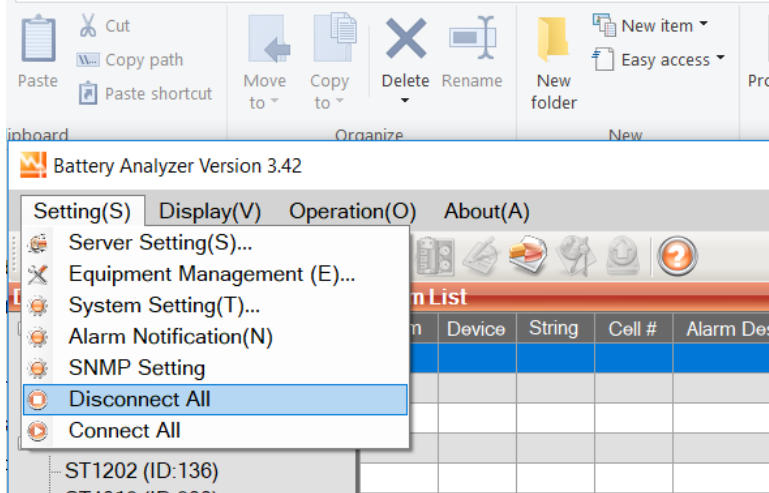 Cut
Copy path
Paste shortcut
Paste
Move to
Copy to
Delete
Rename
New folder
New item
Easy access
Organize
New
Battery Analyzer Version 3.42
Setting(S) Display(V) Operation(O) About(A)
Server Setting(S)...
Equipment Management (E)...
System Setting(T)...
Alarm Notification(N)
SNMP Setting
Disconnect All
Connect All
List
Device String Cell # Alarm Des
ST1202 (ID:136)